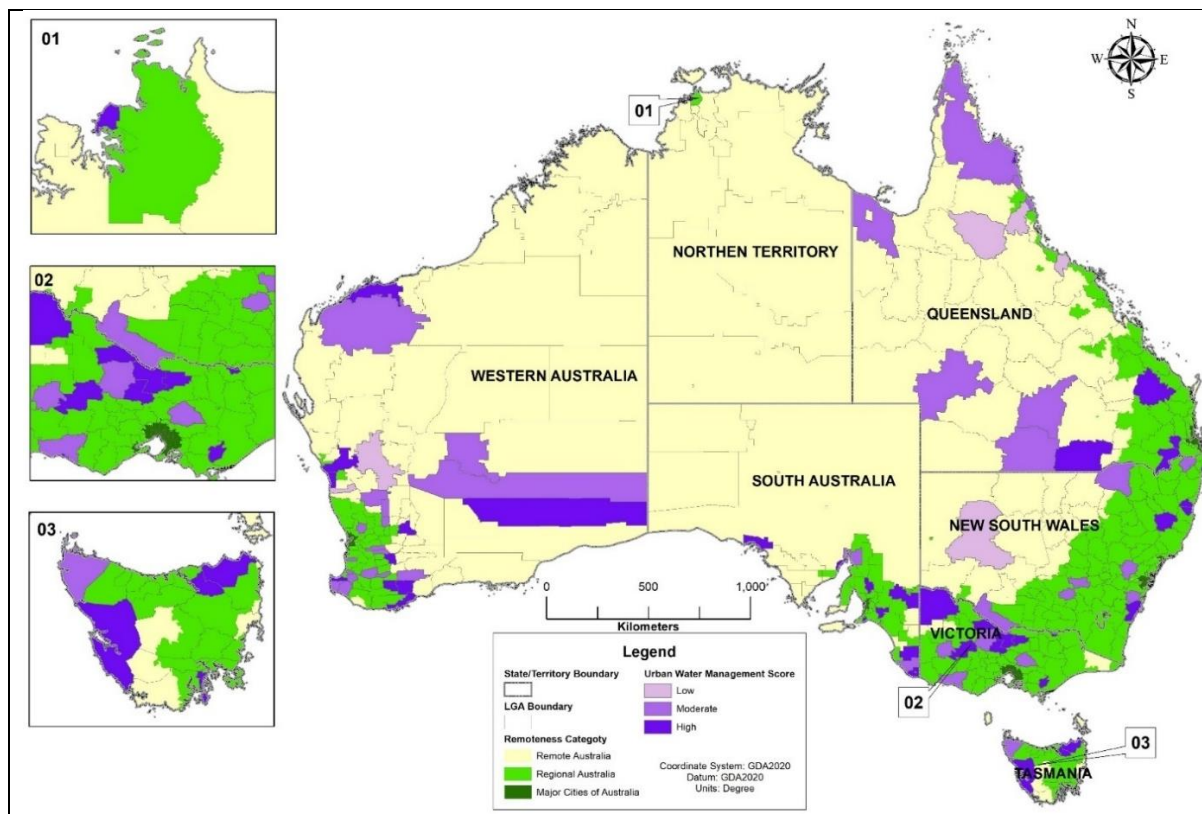 01
02
03
N
W
E
S
01
NORTHEN TERRITORY
QUEENSLAND
WESTERN AUSTRALIA
SOUTH AUSTRALIA
NEW SOUTH WALES
VICTORIA
02
03
TASMANIA
0 500 1,000
Kilometers
Legend
State/Territory Boundary
LGA Boundary
Remoteness Categoty
Remote Australia
Regional Australia
Major Cities of Australia
Urban Water Management Score
Low
Moderate
High
Coordinate System: GDA2020
Datum: GDA2020
Units: Degree